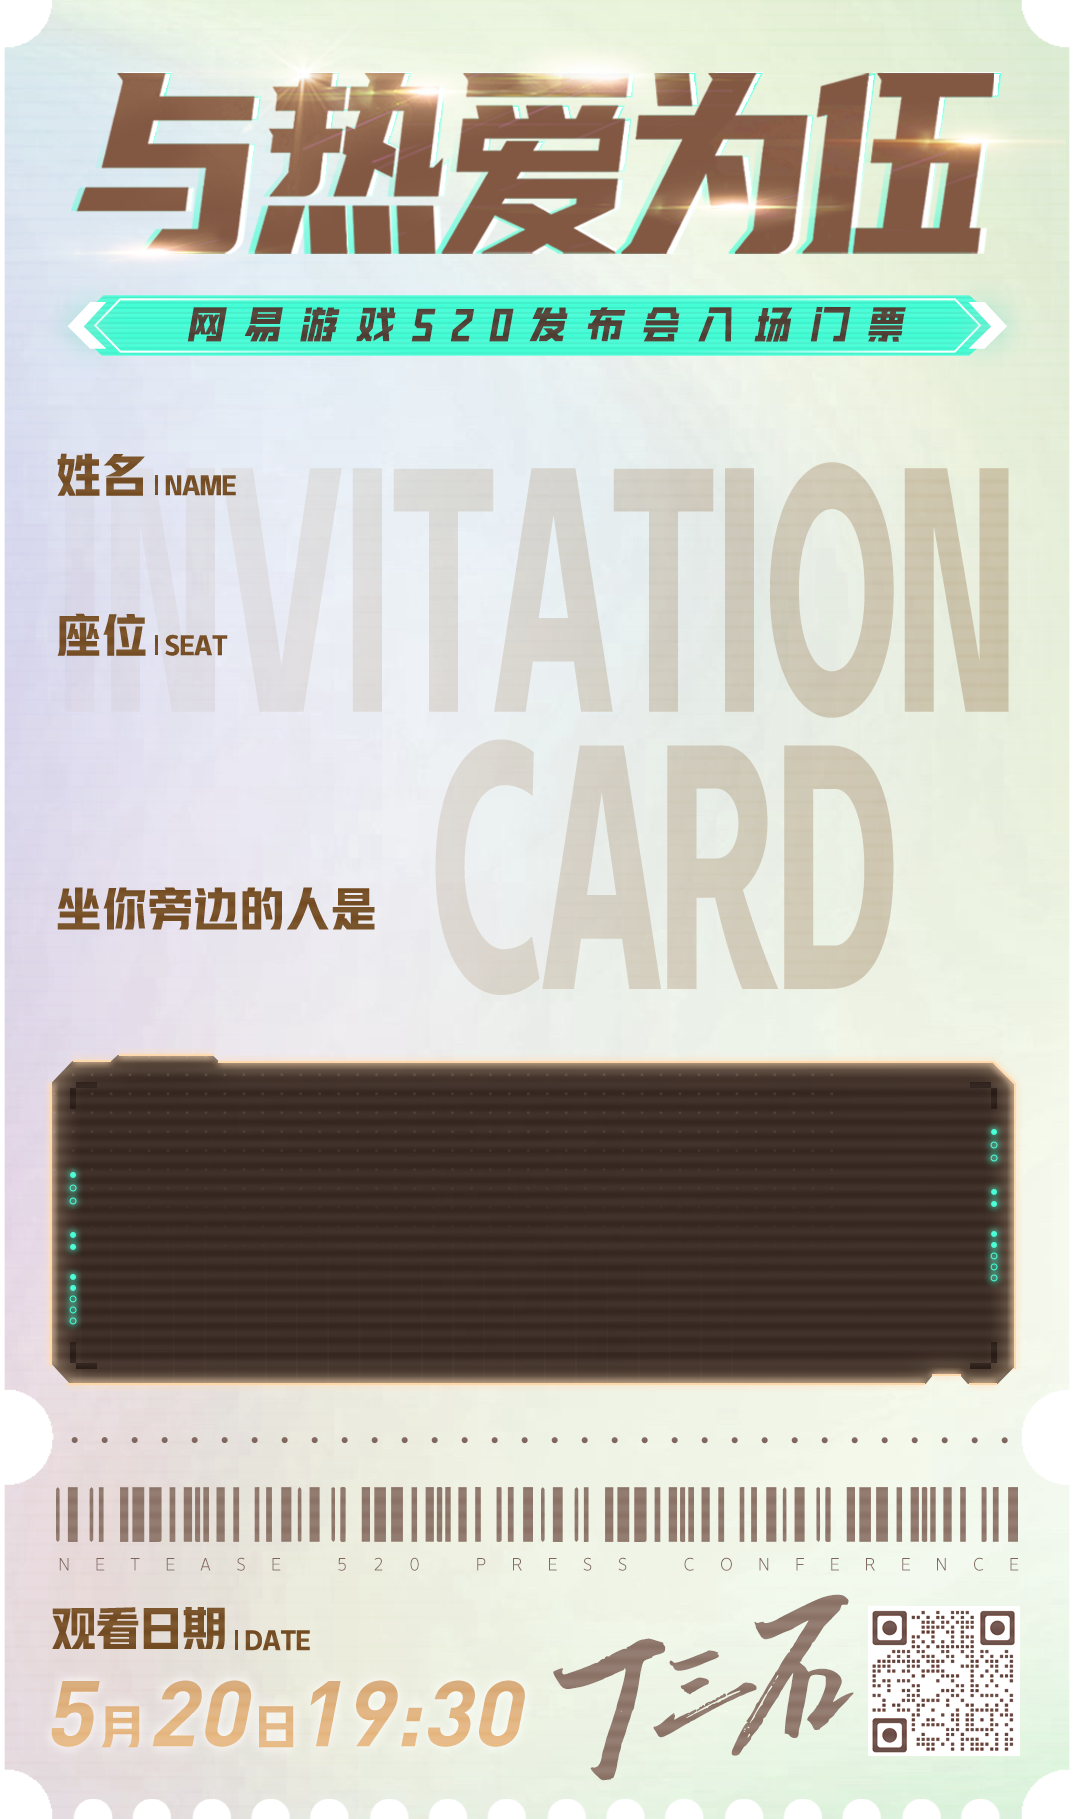 与热爱为伍
网易游戏520发布会入场门票
姓名 | NAME
INVITATION
座位 | SEAT
CARD
坐你旁边的人是
NETEASE 520 PRESS CONFERENCE
观看日期 | DATE
5月20日19:30
丁三石